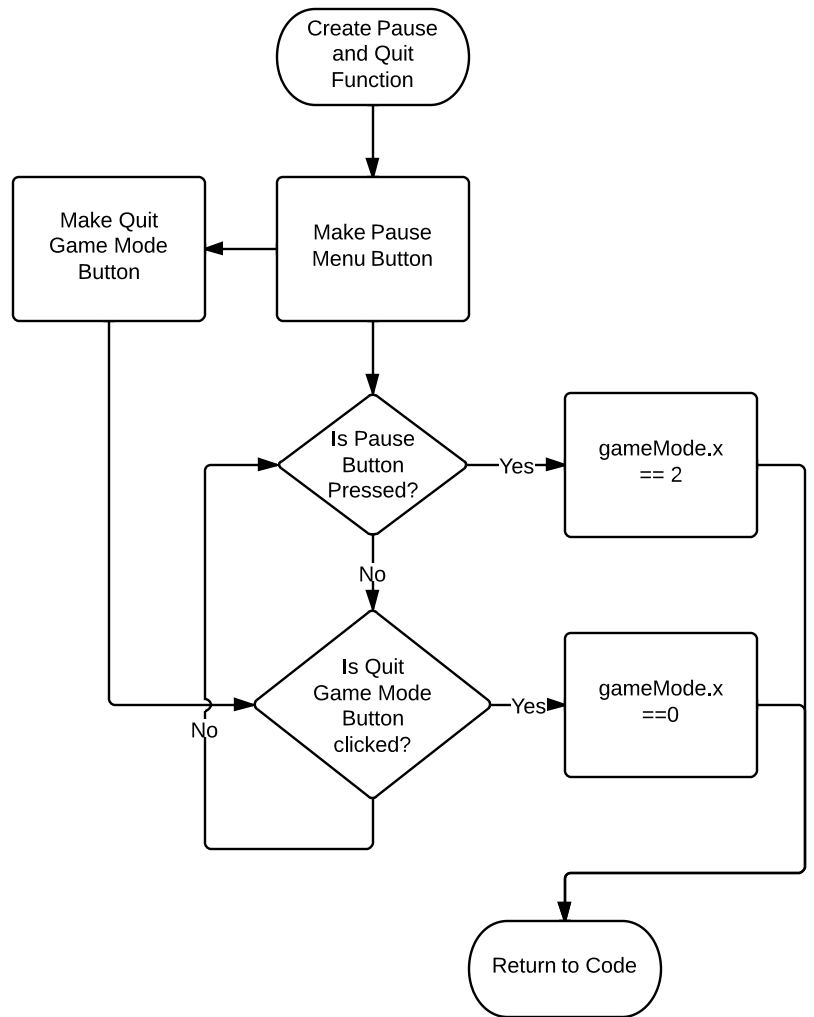 Create Pause
and Quit
Function
Make Quit
Game Mode
Button
Make Pause
Menu Button
Is Pause
Button
Pressed?
Yes
gameMode.x
== 2
No
Is Quit
Game Mode
Button
clicked?
Yes
gameMode.x
==0
No
Return to Code